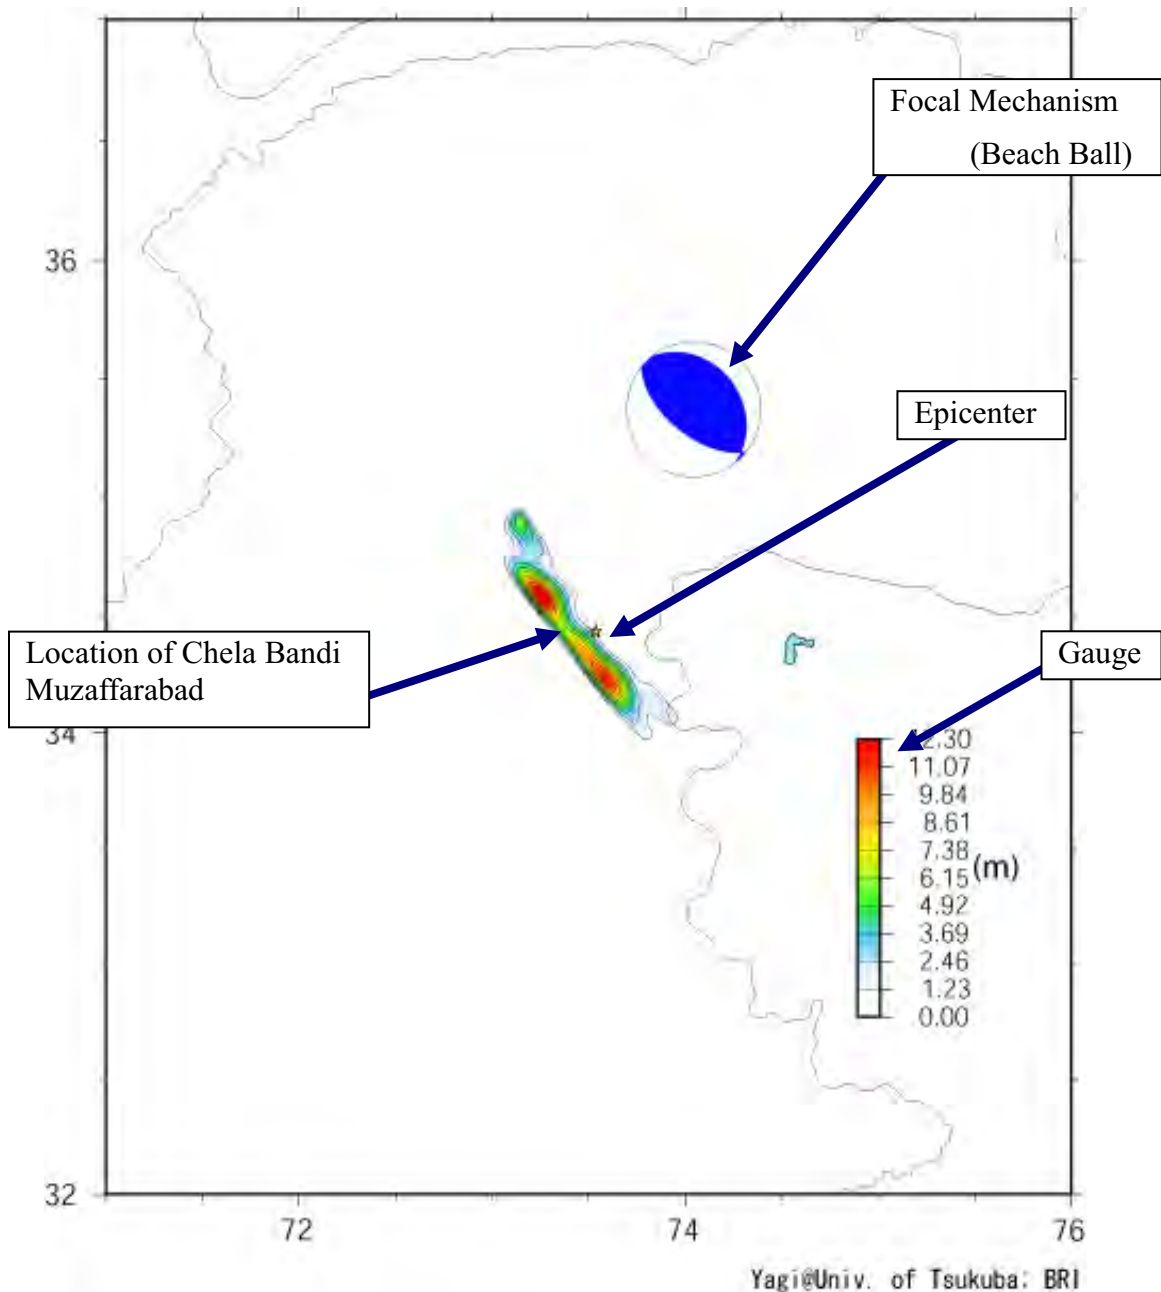 Focal Mechanism
(Beach Ball)
36
Epicenter
Location of Chela Bandi
Muzaffarabad
Gauge
34
12.30
11.07
9.84
8.61
7.38
(m)
6.15
4.92
3.69
2.46
1.23
0.00
32
72
74
76
Yagi@Univ. of Tsukuba: BRI